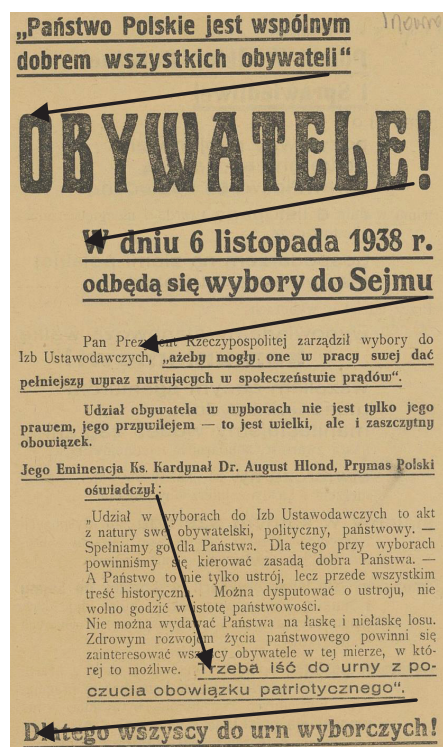 „Państwo Polskie jest wspólnym
dobrem wszystkich obywateli“
OBYWATELE!
W dniu 6 listopada 1938 r.
odbędą się wybory do Sejmu
Pan Prezydent Rzeczypospolitej zarządził wybory do
Izb Ustawodawczych, „ażeby mogły one w pracy swej dać
pełniejszy wyraz nurtujących w społeczeństwie prądów“.
Udział obywatela w wyborach nie jest tylko jego
prawem, jego przywilejem — to jest wielki, ale i zaszczytny
obowiązek.
Jego Eminencja Ks. Kardynał Dr. August Hlond, Prymas Polski
oświadczył:
„Udział w wyborach do Izb Ustawodawczych to akt
z natury swej obywatelski, polityczny, państwowy. —
Spełniamy go dla Państwa. Dla tego przy wyborach
powinniśmy się kierować zasadą dobra Państwa. —
A Państwo to nie tylko ustrój, lecz przede wszystkim
treść historyczna. Można dysputować o ustroju, nie
wolno godzić w istotę państwowości.
Nie można wydawać Państwa na łaskę i niełaskę losu.
Zdrowym rozwojem życia państwowego powinni się
zainteresować wszyscy obywatele w tej mierze, w któ-
rej to możliwe. Trzeba iść do urny z po-
czucia obowiązku patriotycznego“.
Dlatego wszyscy do urn wyborczych!